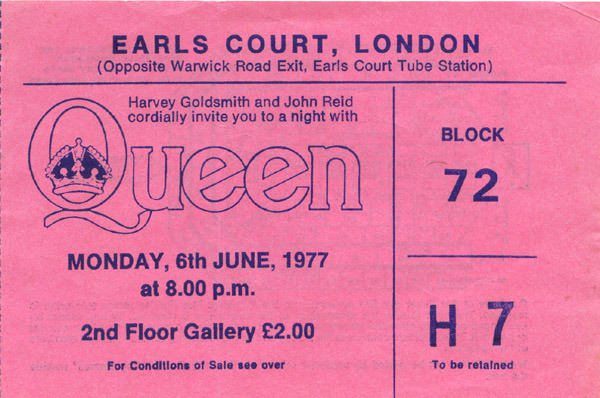 EARLS COURT, LONDON
(Opposite Warwick Road Exit, Earls Court Tube Station)
Harvey Goldsmith and John Reid
cordially invite you to a night with
Queen
MONDAY, 6th JUNE, 1977
at 8.00 p.m.
2nd Floor Gallery £2.00
For Conditions of Sale see over
BLOCK
72
H 7
To be retained